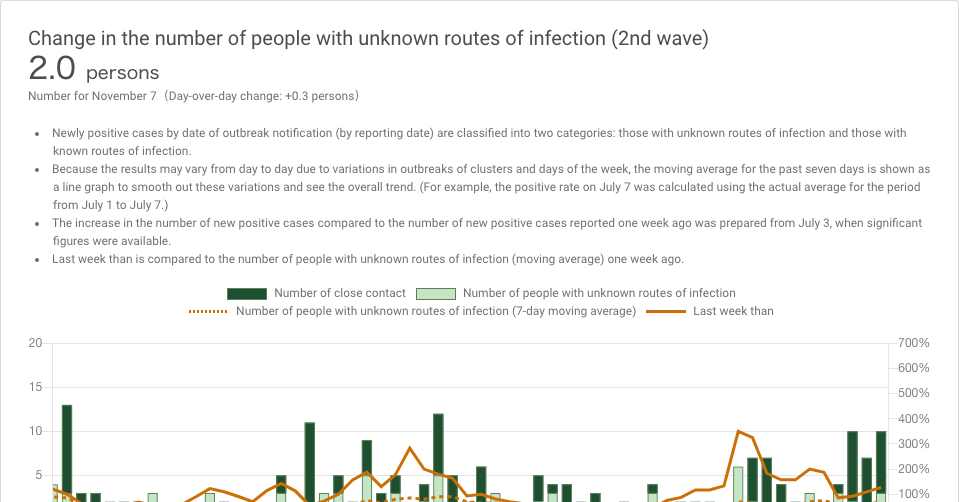 Change in the number of people with unknown routes of infection (2nd wave)
2.0 persons
Number for November 7（Day-over-day change: +0.3 persons）
• Newly positive cases by date of outbreak notification (by reporting date) are classified into two categories: those with unknown routes of infection and those with
known routes of infection.
• Because the results may vary from day to day due to variations in outbreaks of clusters and days of the week, the moving average for the past seven days is shown as
a line graph to smooth out these variations and see the overall trend. (For example, the positive rate on July 7 was calculated using the actual average for the period
from July 1 to July 7.)
• The increase in the number of new positive cases compared to the number of new positive cases reported one week ago was prepared from July 3, when significant
figures were available.
• Last week than is compared to the number of people with unknown routes of infection (moving average) one week ago.
Number of close contact Number of people with unknown routes of infection
Number of people with unknown routes of infection (7-day moving average) Last week than
20 700%
600%
15 500%
400%
10 300%
200%
5 100%